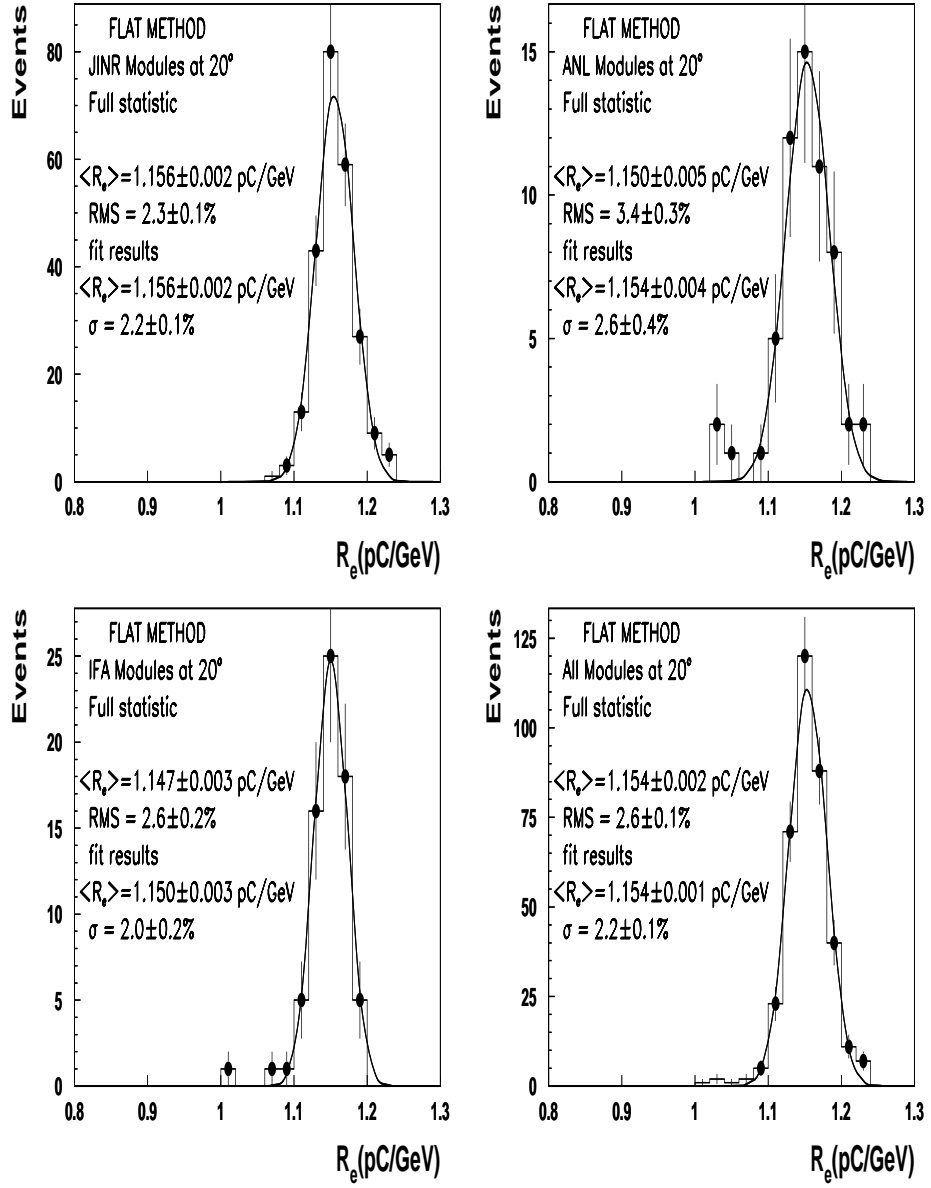 Events
80
60
40
20
0
FLAT METHOD
JINR Modules at 20°
Full statistic
<Re>=1.156±0.002 pC/GeV
RMS = 2.3±0.1%
fit results
<Re>=1.156±0.002 pC/GeV
σ = 2.2±0.1%
0.8 0.9 1 1.1 1.2 1.3
Re(pC/GeV)
Events
15
10
5
0
FLAT METHOD
ANL Modules at 20°
Full statistic
<Re>=1.150±0.005 pC/GeV
RMS = 3.4±0.3%
fit results
<Re>=1.154±0.004 pC/GeV
σ = 2.6±0.4%
0.8 0.9 1 1.1 1.2 1.3
Re(pC/GeV)
Events
25
20
15
10
5
0
FLAT METHOD
IFA Modules at 20°
Full statistic
<Re>=1.147±0.003 pC/GeV
RMS = 2.6±0.2%
fit results
<Re>=1.150±0.003 pC/GeV
σ = 2.0±0.2%
0.8 0.9 1 1.1 1.2 1.3
Re(pC/GeV)
Events
125
100
75
50
25
0
FLAT METHOD
All Modules at 20°
Full statistic
<Re>=1.154±0.002 pC/GeV
RMS = 2.6±0.1%
fit results
<Re>=1.154±0.001 pC/GeV
σ = 2.2±0.1%
0.8 0.9 1 1.1 1.2 1.3
Re(pC/GeV)